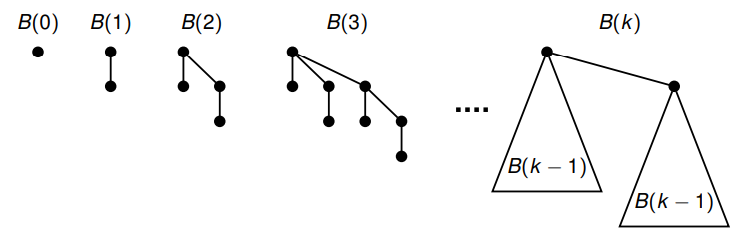 B(0) B(1) B(2) B(3) B(k)
....
B(k − 1)
B(k − 1)